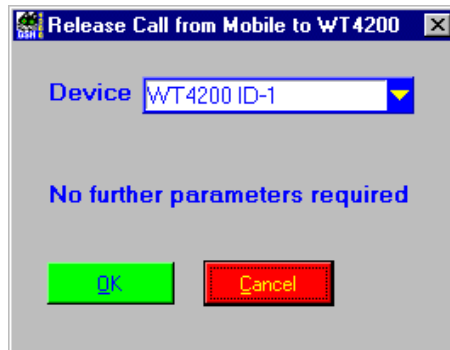 Release Call from Mobile to WT4200
Device WT4200 ID-1
No further parameters required
OK Cancel